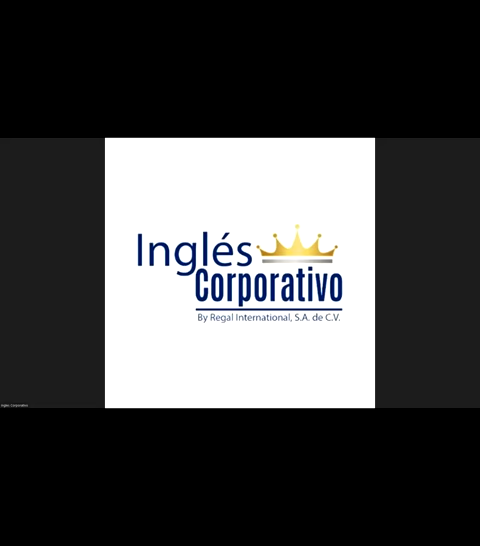 Inglés
Corporativo
By Regal International, S.A. de C.V.
Inglés Corporativo